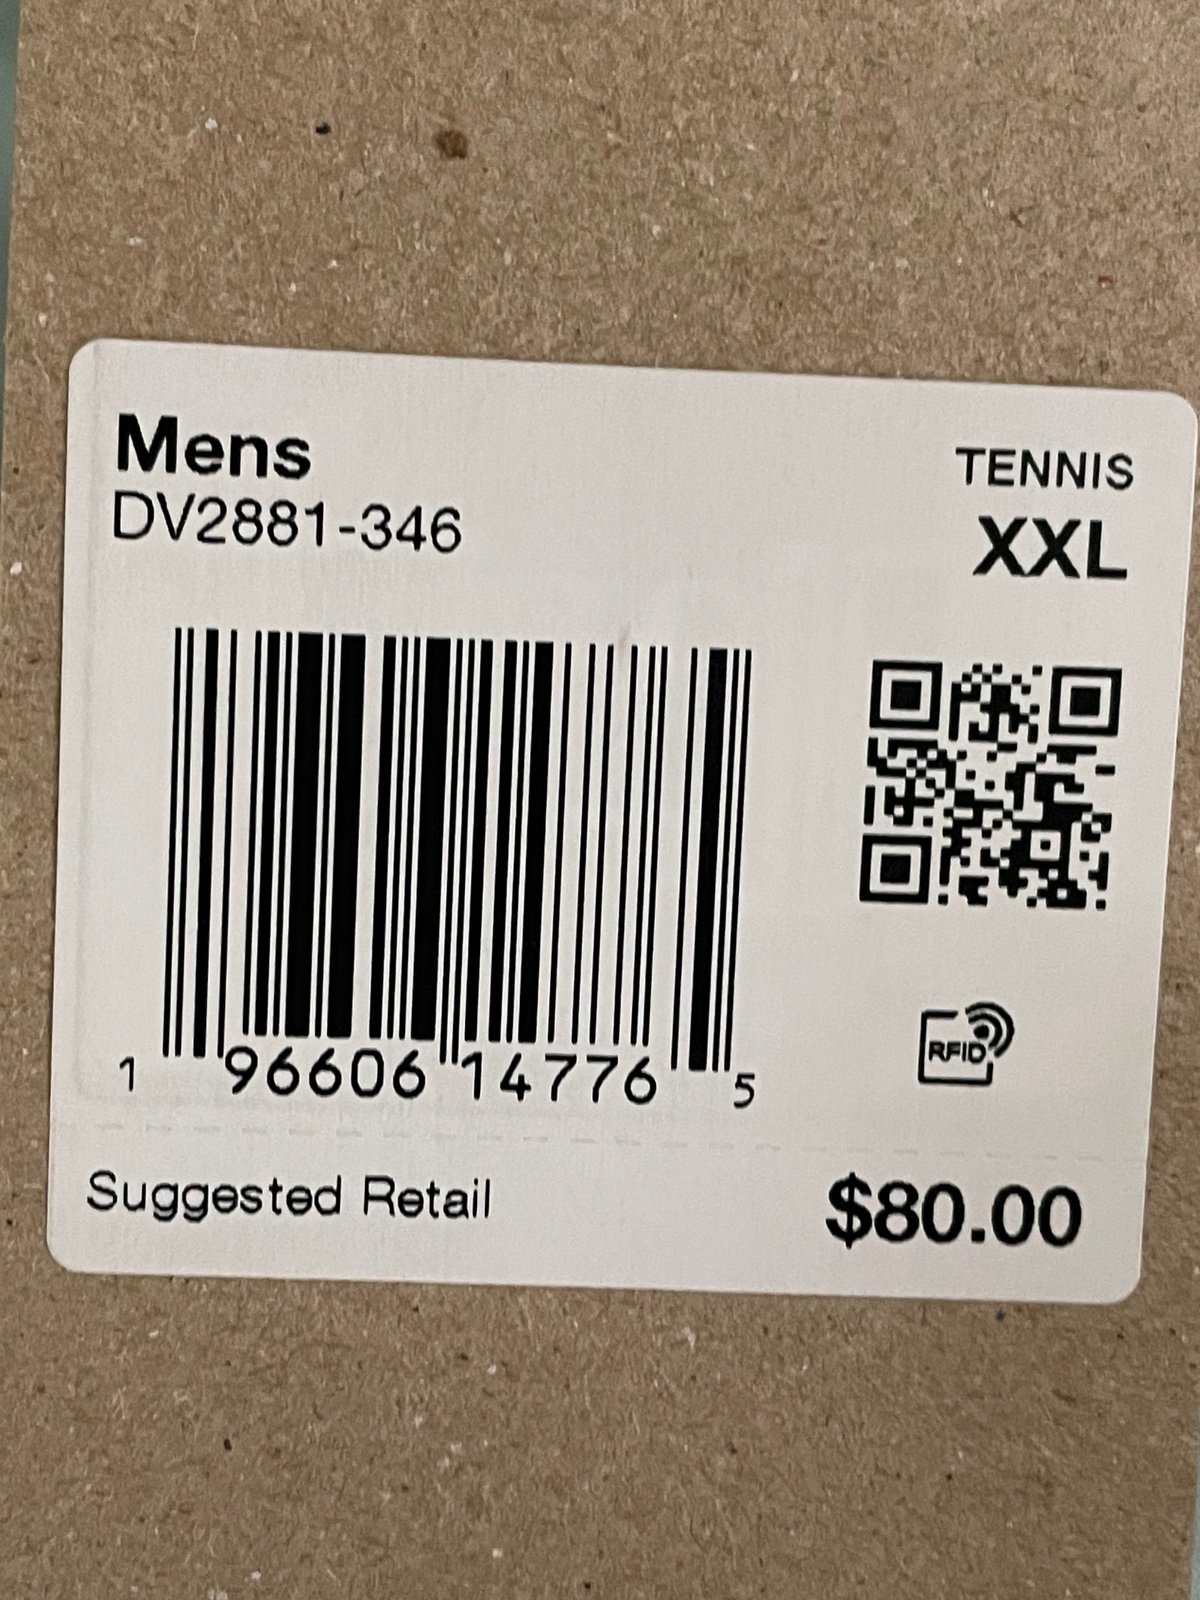 Mens
DV2881-346
TENNIS
XXL
1 96606 14776 5
RFID
Suggested Retail
$80.00